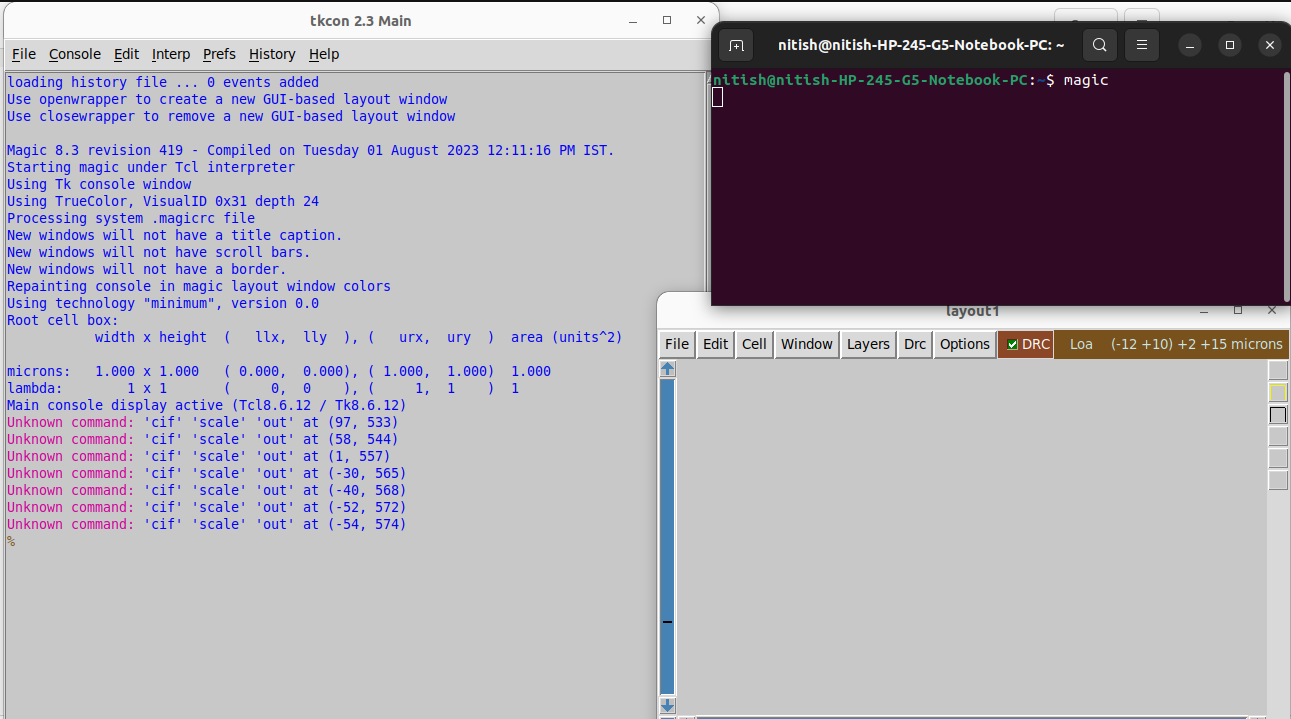 tkcon 2.3 Main
File Console Edit Interp Prefs History Help
loading history file ... 0 events added
Use openwrapper to create a new GUI-based layout window
Use closewrapper to remove a new GUI-based layout window
Magic 8.3 revision 419 - Compiled on Tuesday 01 August 2023 12:11:16 PM IST.
Starting magic under Tcl interpreter
Using Tk console window
Using TrueColor, VisualID 0x31 depth 24
Processing system .magicrc file
New windows will not have a title caption.
New windows will not have scroll bars.
New windows will not have a border.
Repainting console in magic layout window colors
Using technology "minimum", version 0.0
Root cell box:
width x height ( llx, lly ), ( urx, ury ) area (units^2)
microns: 1.000 x 1.000 ( 0.000, 0.000), ( 1.000, 1.000) 1.000
lambda: 1 x 1 ( 0, 0 ), ( 1, 1 ) 1
Main console display active (Tcl8.6.12 / Tk8.6.12)
Unknown command: 'cif' 'scale' 'out' at (97, 533)
Unknown command: 'cif' 'scale' 'out' at (58, 544)
Unknown command: 'cif' 'scale' 'out' at (1, 557)
Unknown command: 'cif' 'scale' 'out' at (-30, 565)
Unknown command: 'cif' 'scale' 'out' at (-40, 568)
Unknown command: 'cif' 'scale' 'out' at (-52, 572)
Unknown command: 'cif' 'scale' 'out' at (-54, 574)
%
nitish@nitish-HP-245-G5-Notebook-PC: ~
nitish@nitish-HP-245-G5-Notebook-PC:~$ magic
layout1
File Edit Cell Window Layers Drc Options DRC Loa (-12 +10) +2 +15 microns